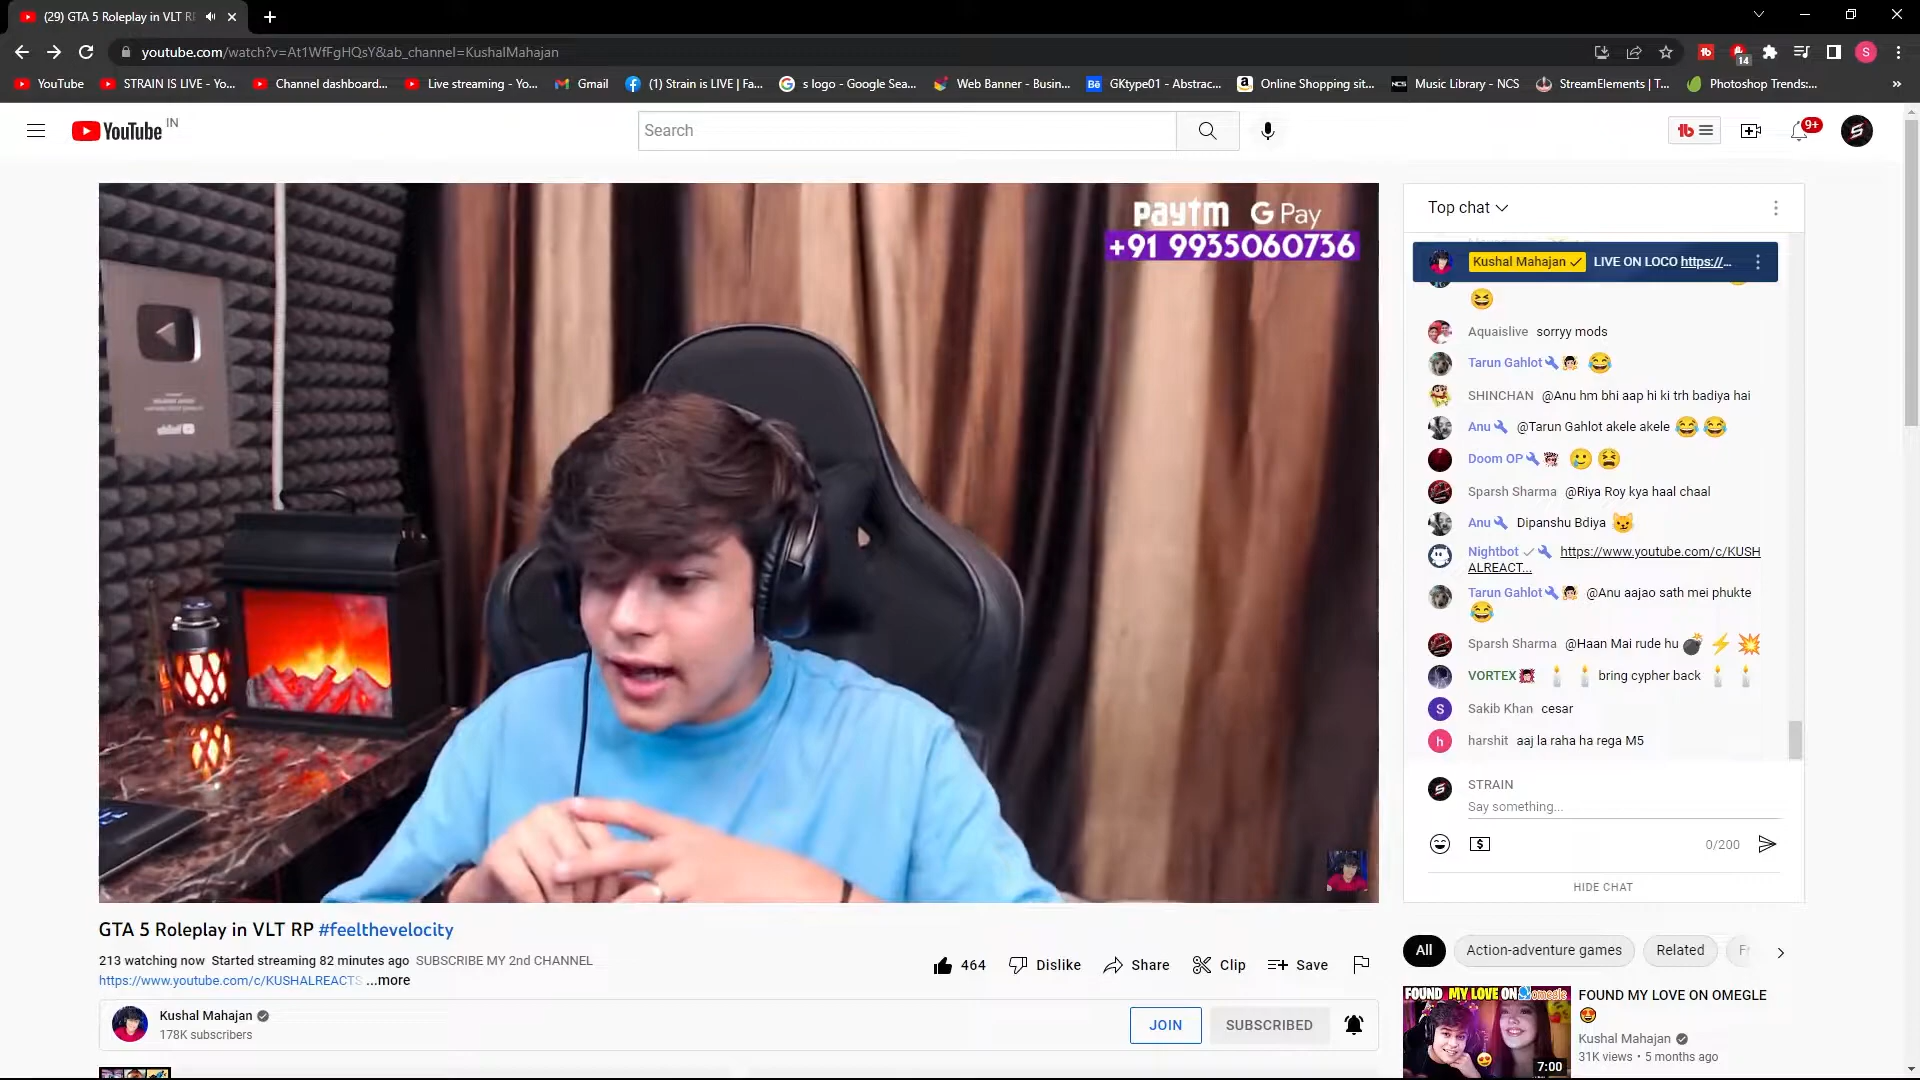 (29) GTA 5 Roleplay in VLT RP
youtube.com/watch?v=At1WfFgHQsY&ab_channel=KushalMahajan
14
S
YouTube
STRAIN IS LIVE - Yo...
Channel dashboard...
Live streaming - Yo...
Gmail
(1) Strain is LIVE | Fa...
s logo - Google Sea...
Web Banner - Busin...
GKtype01 - Abstrac...
Online Shopping sit...
Music Library - NCS
StreamElements | T...
Photoshop Trends:...
»
YouTube IN
Search
9+
paytm G Pay
+91 9935060736
Top chat
Kushal Mahajan LIVE ON LOCO https://...
Aquaislive sorryy mods
Tarun Gahlot 😂
SHINCHAN @Anu hm bhi aap hi ki trh badiya hai
Anu @Tarun Gahlot akele akele 😂 😂
Doom OP 🥲 😫
Sparsh Sharma @Riya Roy kya haal chaal
Anu Dipanshu Bdiya 😼
Nightbot https://www.youtube.com/c/KUSH
ALREACT...
Tarun Gahlot @Anu aajao sath mei phukte
😂
Sparsh Sharma @Haan Mai rude hu 💣 ⚡ 💥
VORTEX 🕯 🕯 bring cypher back 🕯 🕯
S Sakib Khan cesar
h harshit aaj la raha ha rega M5
STRAIN
Say something...
0/200
HIDE CHAT
GTA 5 Roleplay in VLT RP #feelthevelocity
213 watching now Started streaming 82 minutes ago SUBSCRIBE MY 2nd CHANNEL
https://www.youtube.com/c/KUSHALREACTS ...more
464 Dislike Share Clip Save
Kushal Mahajan
178K subscribers
JOIN SUBSCRIBED
All Action-adventure games Related
FOUND MY LOVE ON omegle
7:00
FOUND MY LOVE ON OMEGLE
😍
Kushal Mahajan
31K views • 5 months ago